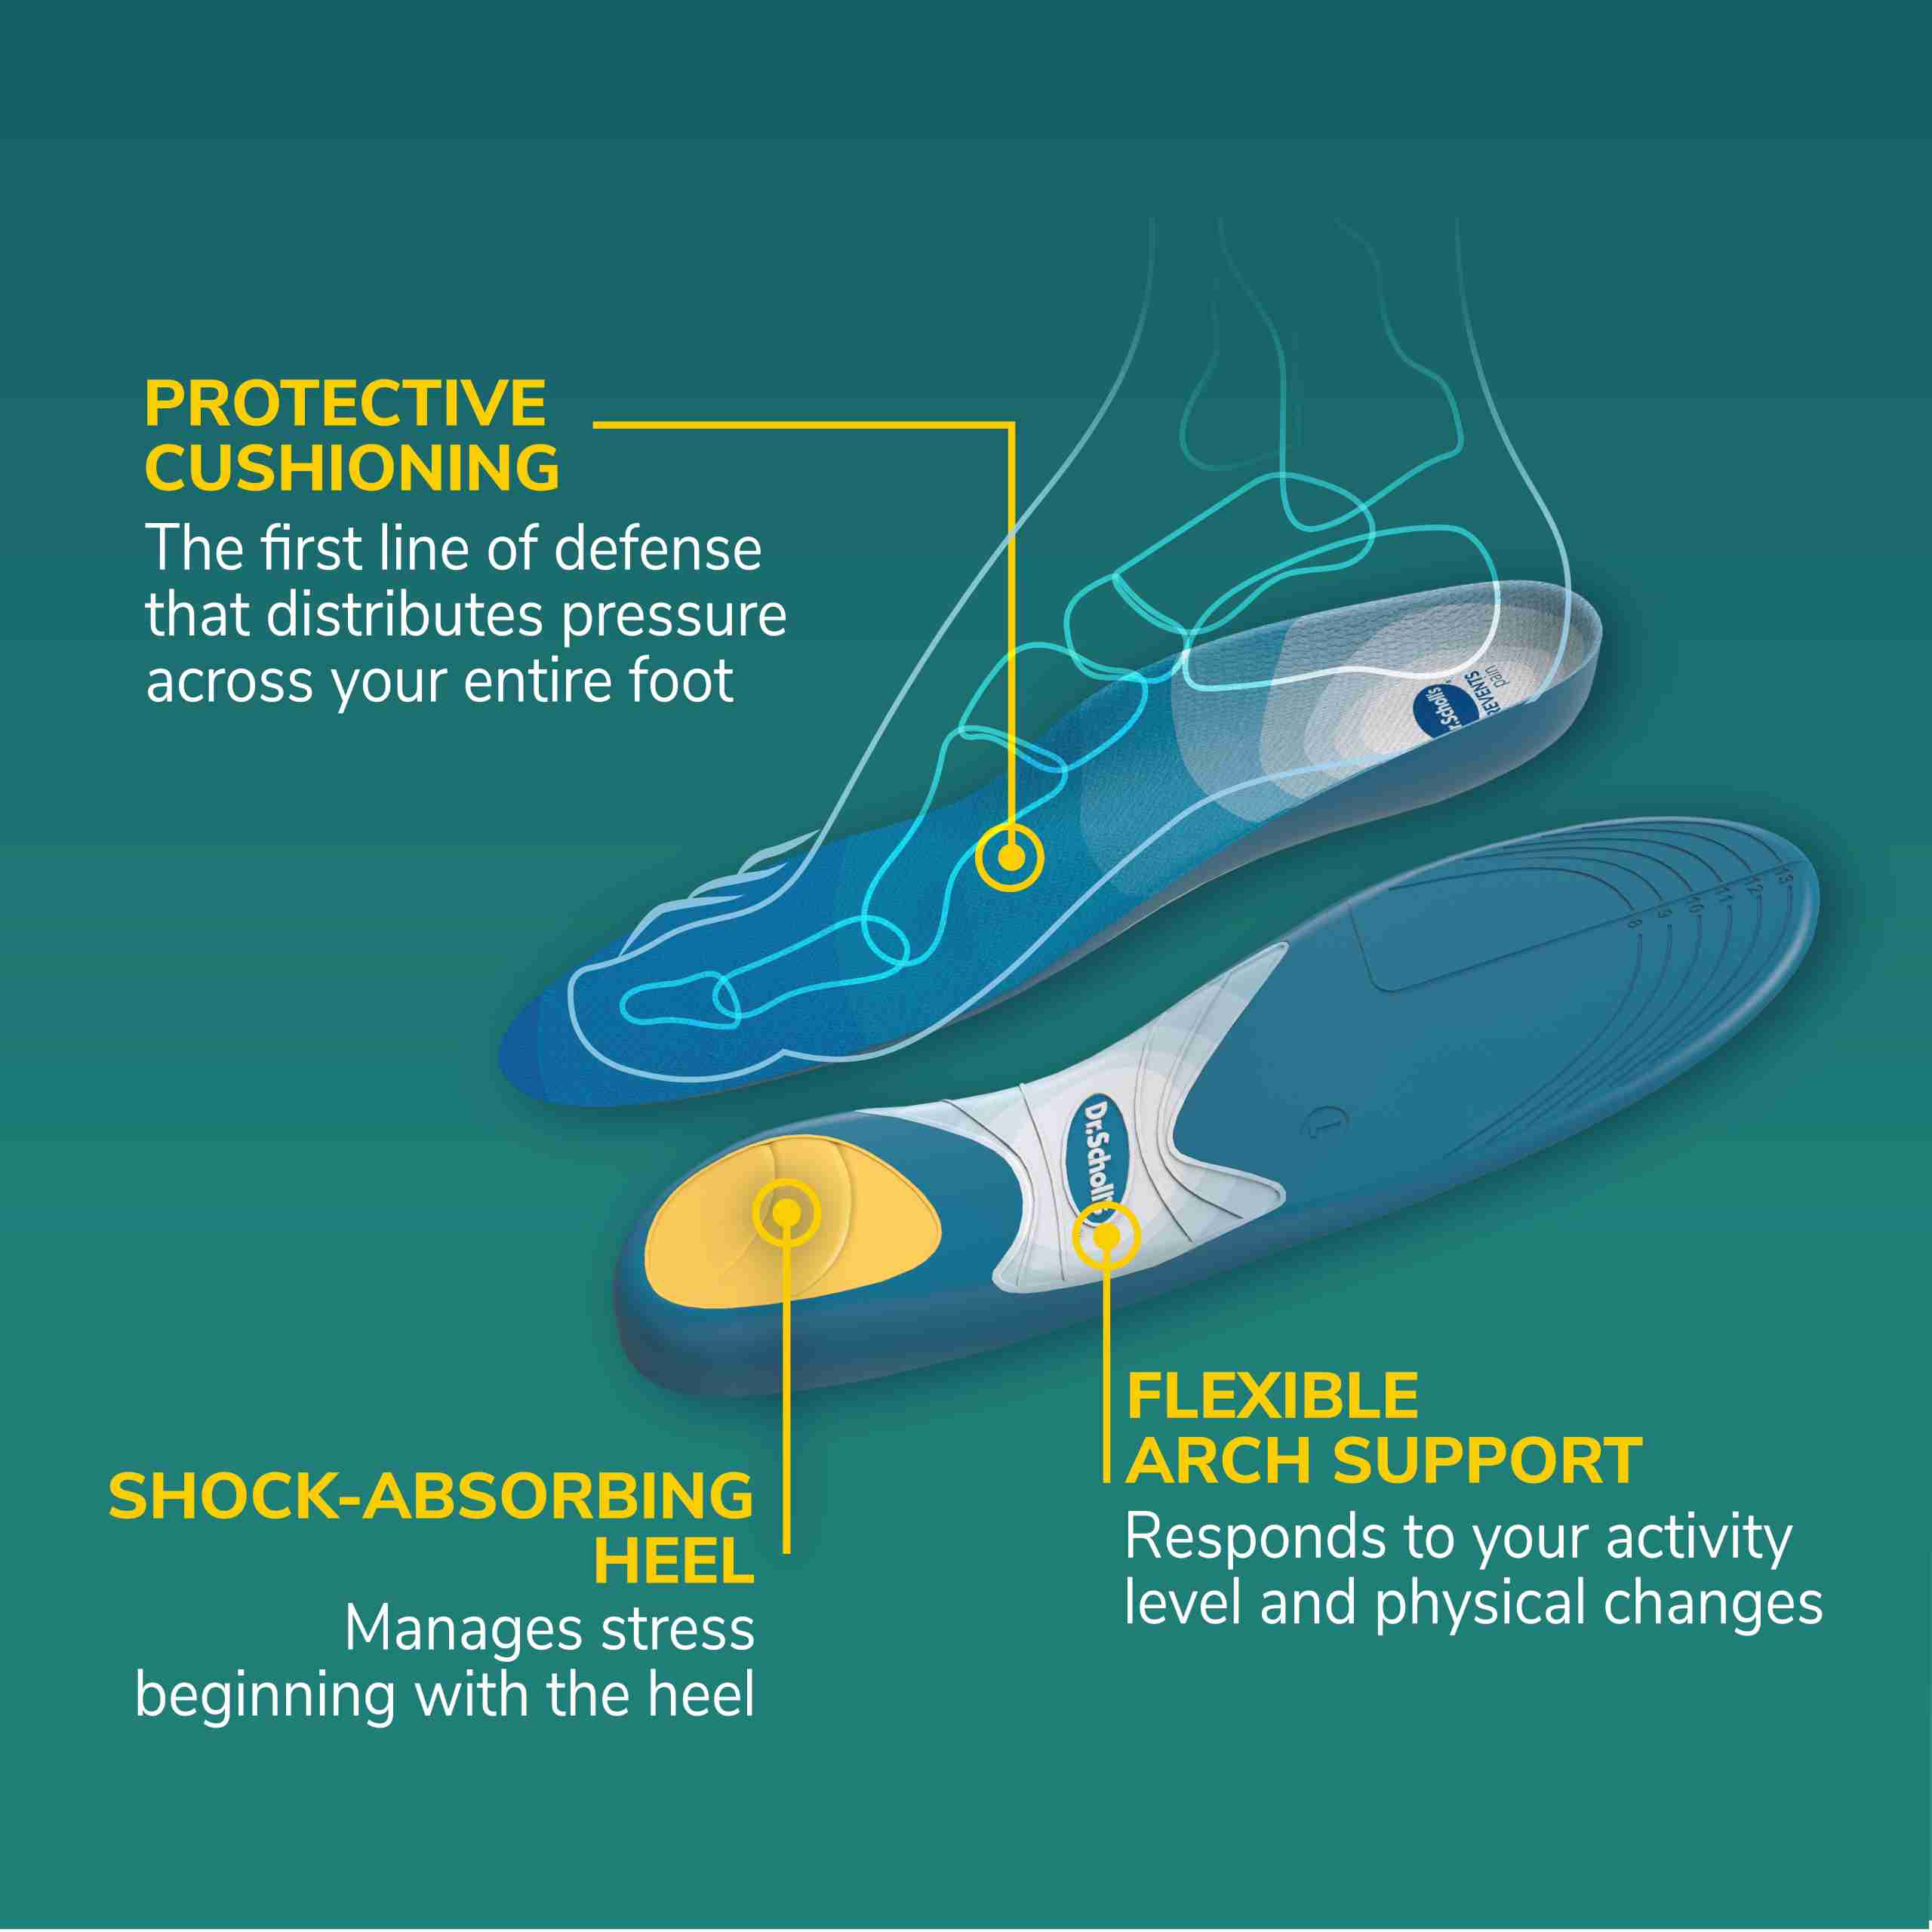 PROTECTIVE
CUSHIONING
The first line of defense
that distributes pressure
across your entire foot
pain
Dr.Scholl's
8 9 10 11 12 13
L
Dr.Scholl's
FLEXIBLE
ARCH SUPPORT
Responds to your activity
level and physical changes
SHOCK-ABSORBING
HEEL
Manages stress
beginning with the heel